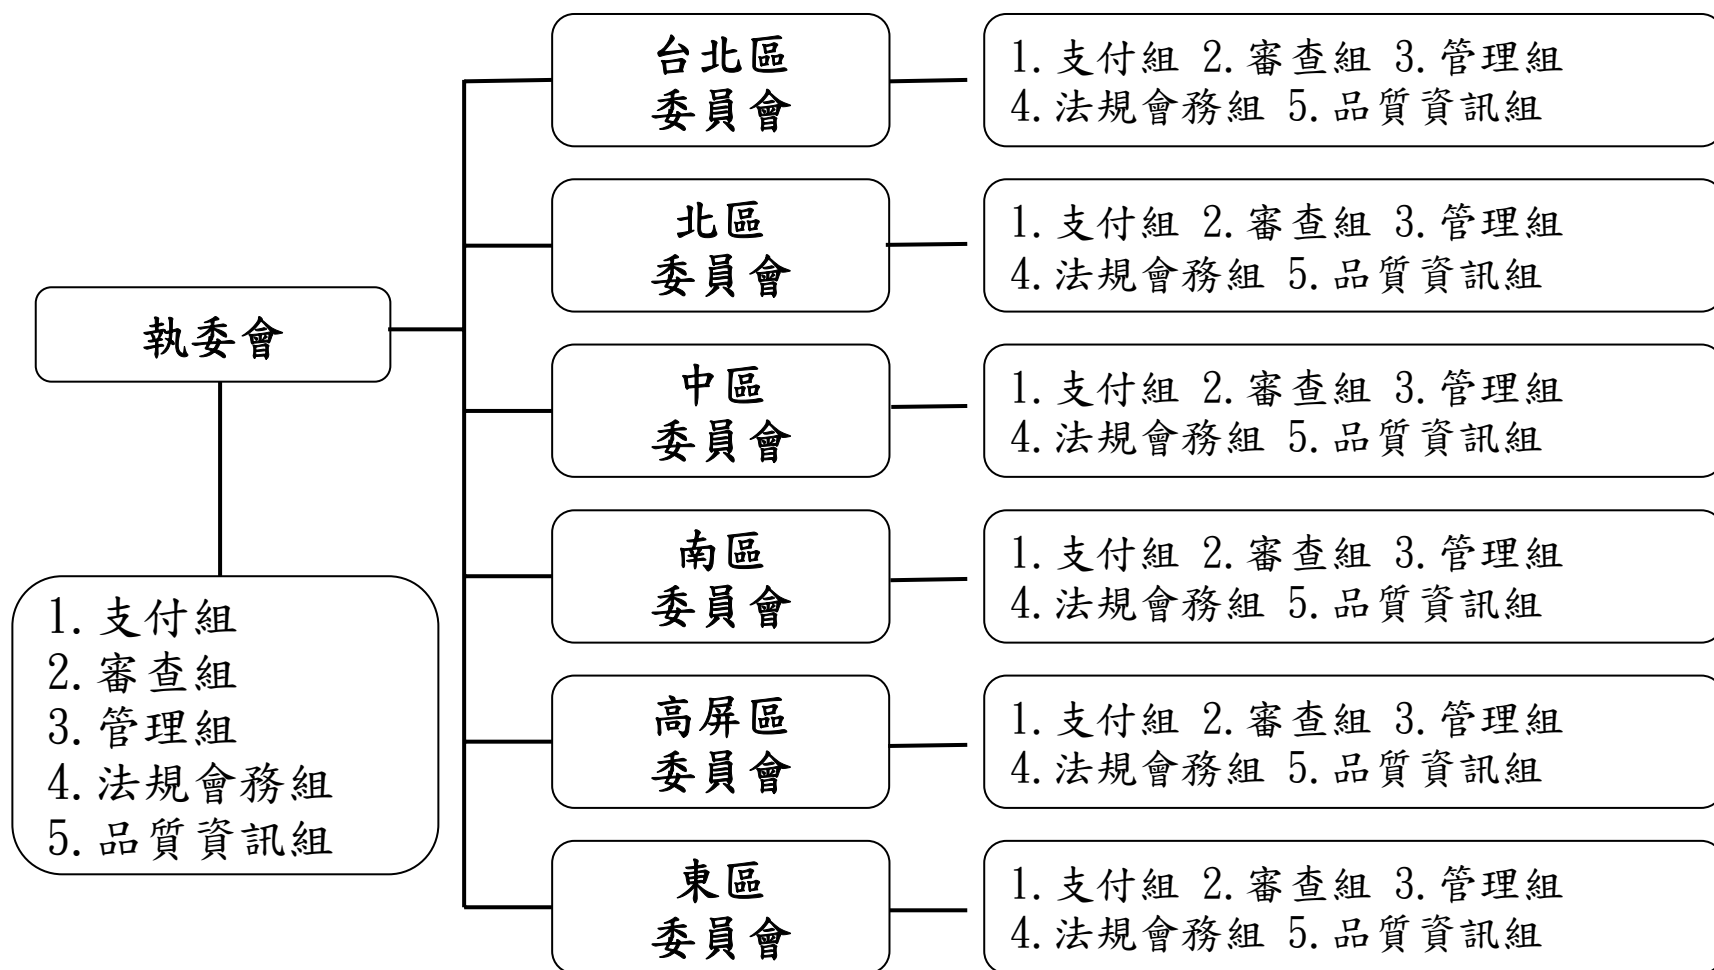 執委會
1.支付組
2.審查組
3.管理組
4.法規會務組
5.品質資訊組
台北區
委員會
1.支付組 2.審查組 3.管理組
4.法規會務組 5.品質資訊組
北區
委員會
1.支付組 2.審查組 3.管理組
4.法規會務組 5.品質資訊組
中區
委員會
1.支付組 2.審查組 3.管理組
4.法規會務組 5.品質資訊組
南區
委員會
1.支付組 2.審查組 3.管理組
4.法規會務組 5.品質資訊組
高屏區
委員會
1.支付組 2.審查組 3.管理組
4.法規會務組 5.品質資訊組
東區
委員會
1.支付組 2.審查組 3.管理組
4.法規會務組 5.品質資訊組